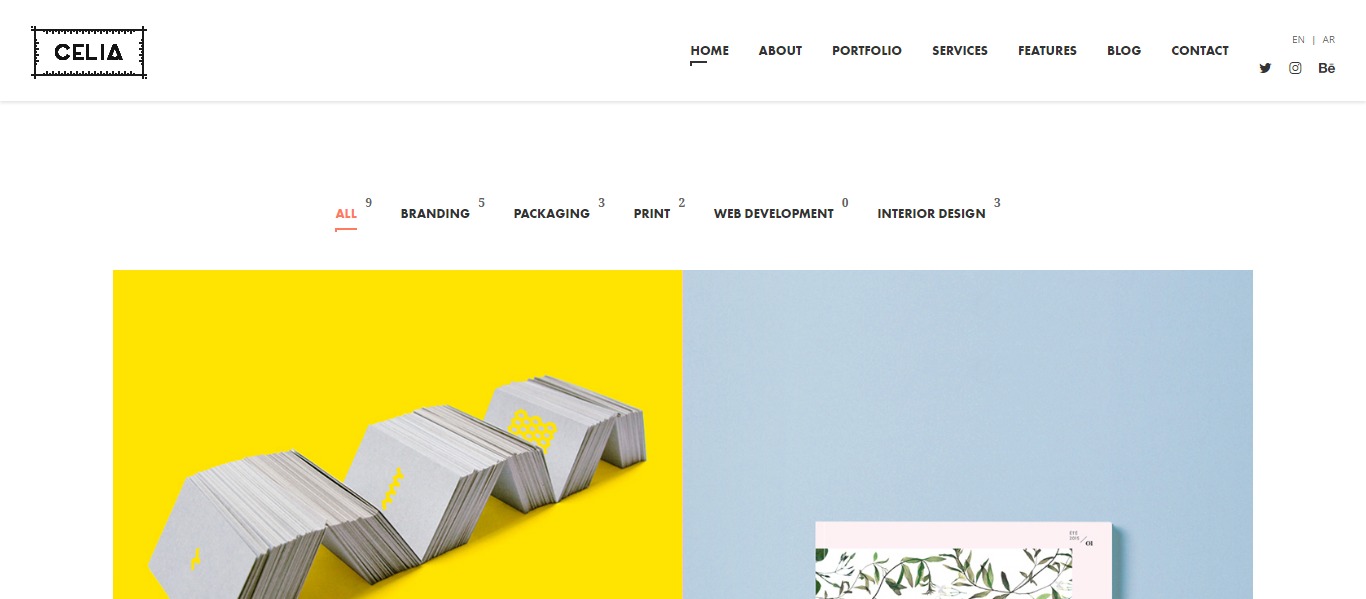 CELIA
HOME ABOUT PORTFOLIO SERVICES FEATURES BLOG CONTACT
EN | AR
Bē
ALL 9 BRANDING 5 PACKAGING 3 PRINT 2 WEB DEVELOPMENT 0 INTERIOR DESIGN 3
01